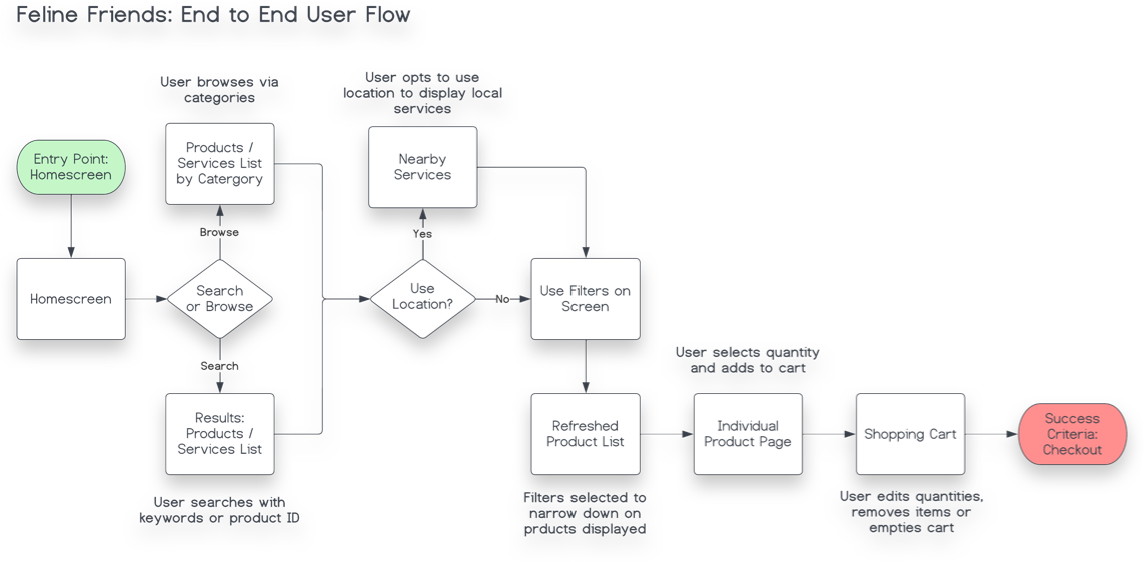 Feline Friends: End to End User Flow
User browses via
categories
User opts to use
location to display local
services
Entry Point:
Homescreen
Products /
Services List
by Catergory
Nearby
Services
Browse
Yes
Homescreen
Search
or Browse
Use
Location?
No
Use Filters on
Screen
Search
User selects quantity
and adds to cart
Results:
Products /
Services List
Refreshed
Product List
Individual
Product Page
Shopping Cart
Success
Criteria:
Checkout
User searches with
keywords or product ID
Filters selected to
narrow down on
prducts displayed
User edits quantities,
removes items or
empties cart